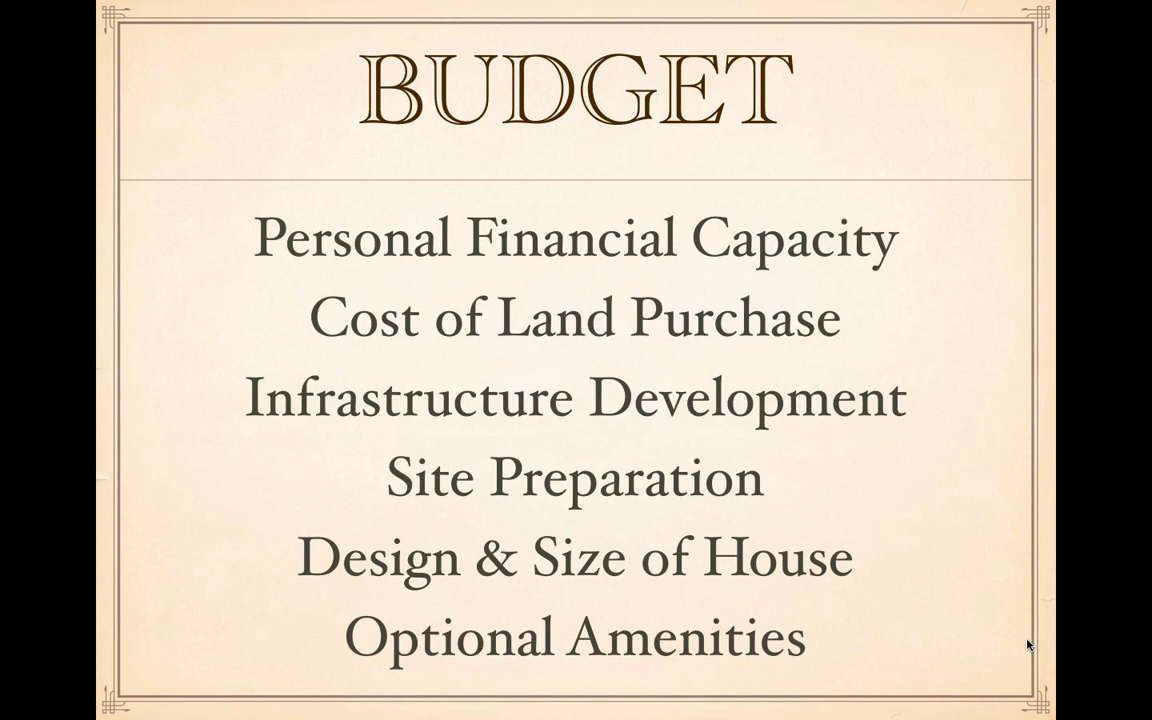 BUDGET
Personal Financial Capacity
Cost of Land Purchase
Infrastructure Development
Site Preparation
Design & Size of House
Optional Amenities